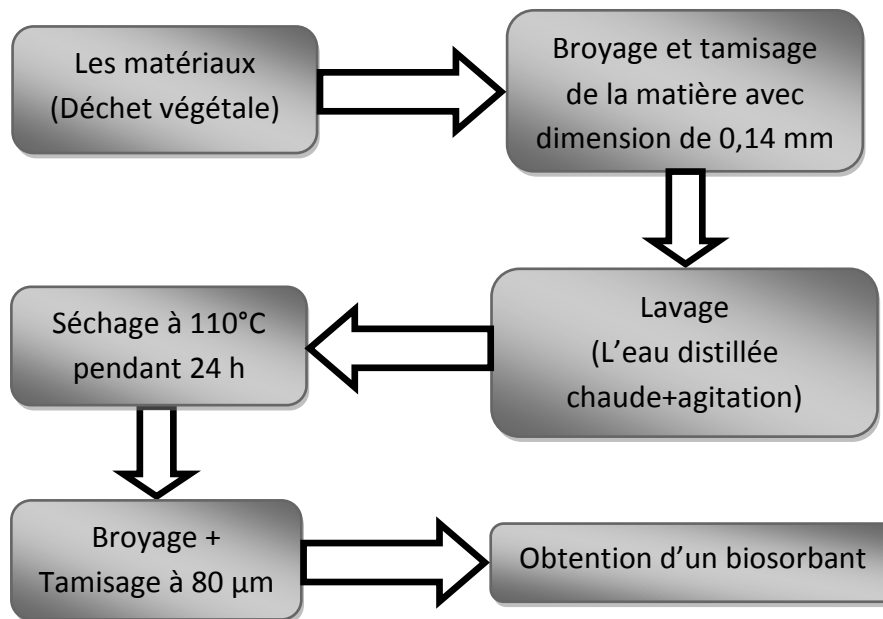 Les matériaux
(Déchet végétale)
Broyage et tamisage
de la matière avec
dimension de 0,14 mm
Lavage
(L’eau distillée
chaude+agitation)
Séchage à 110°C
pendant 24 h
Broyage +
Tamisage à 80 µm
Obtention d’un biosorbant